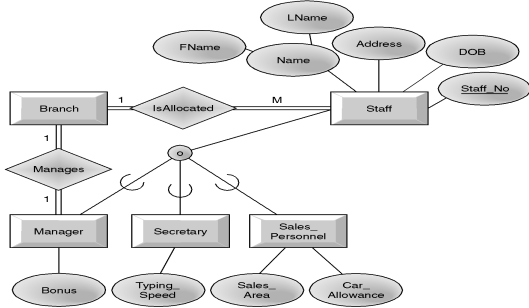 LName
FName
Name
Address
DOB
Staff_No
Branch
1
IsAllocated
M
Staff
1
o
Manages
1
Manager
Secretary
Sales_
Personnel
Bonus
Typing_
Speed
Sales_
Area
Car_
Allowance